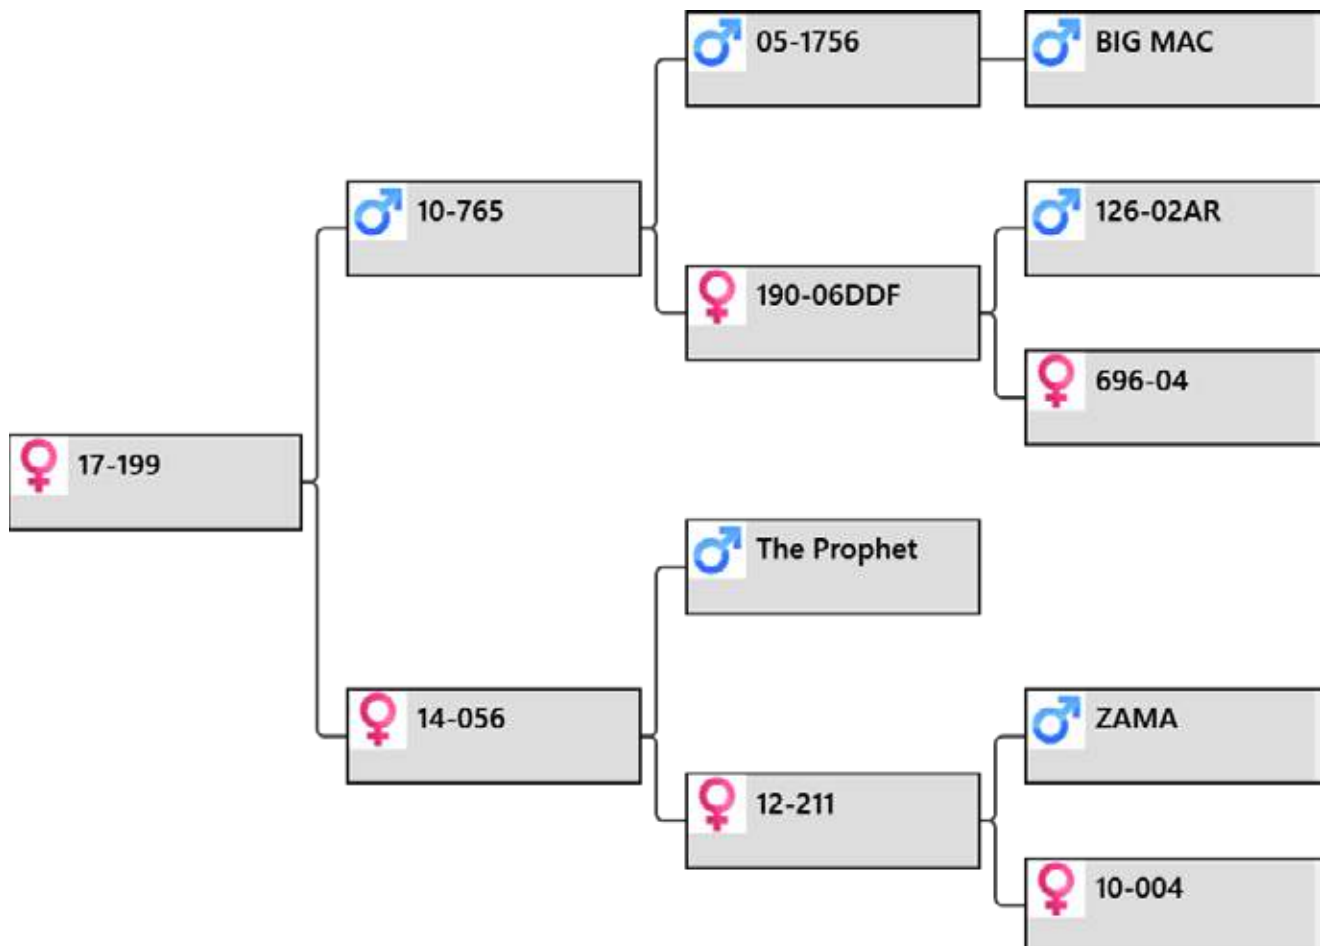 05-1756
BIG MAC
10-765
126-02AR
190-06DDF
696-04
17-199
The Prophet
14-056
ZAMA
12-211
10-004